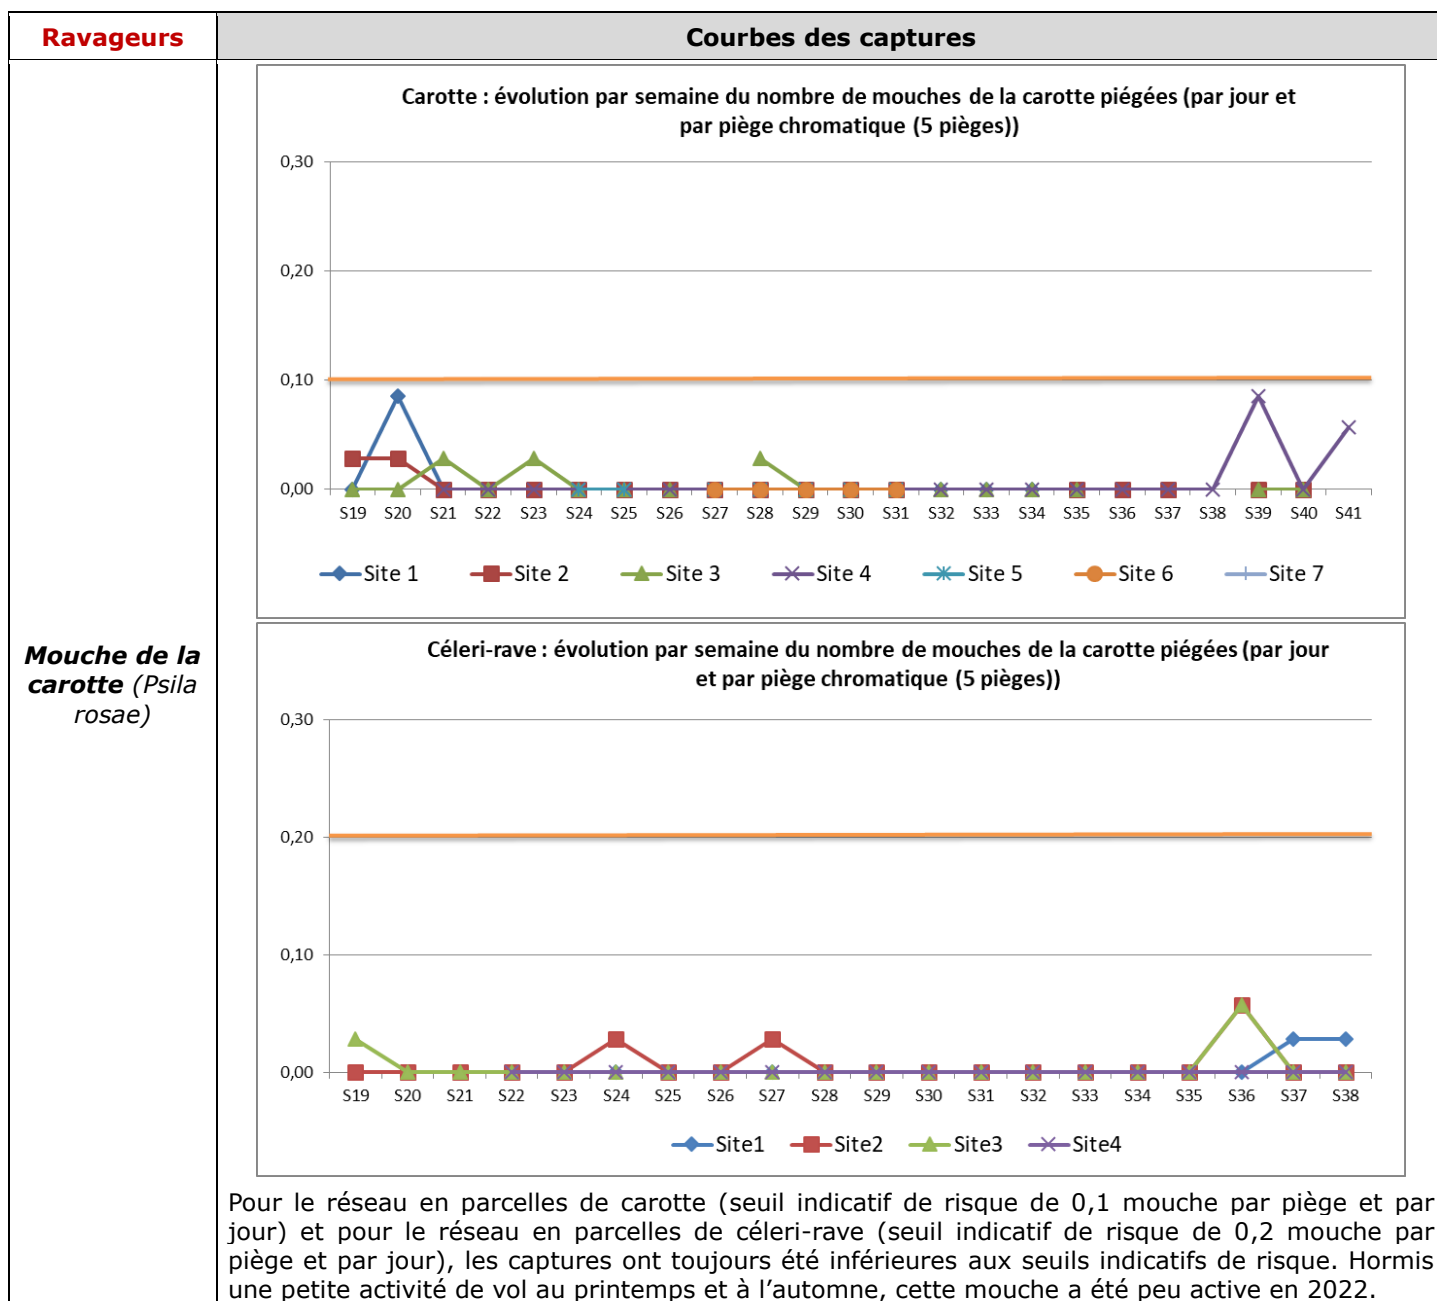 Ravageurs
Courbes des captures
Mouche de la
carotte (Psila
rosae)
Carotte : évolution par semaine du nombre de mouches de la carotte piégées (par jour et
par piège chromatique (5 pièges))
0,30
0,20
0,10
0,00
S19 S20 S21 S22 S23 S24 S25 S26 S27 S28 S29 S30 S31 S32 S33 S34 S35 S36 S37 S38 S39 S40 S41
Site 1 Site 2 Site 3 Site 4 Site 5 Site 6 Site 7
Céleri-rave : évolution par semaine du nombre de mouches de la carotte piégées (par jour
et par piège chromatique (5 pièges))
0,30
0,20
0,10
0,00
S19 S20 S21 S22 S23 S24 S25 S26 S27 S28 S29 S30 S31 S32 S33 S34 S35 S36 S37 S38
Site1 Site2 Site3 Site4
Pour le réseau en parcelles de carotte (seuil indicatif de risque de 0,1 mouche par piège et par
jour) et pour le réseau en parcelles de céleri-rave (seuil indicatif de risque de 0,2 mouche par
piège et par jour), les captures ont toujours été inférieures aux seuils indicatifs de risque. Hormis
une petite activité de vol au printemps et à l’automne, cette mouche a été peu active en 2022.